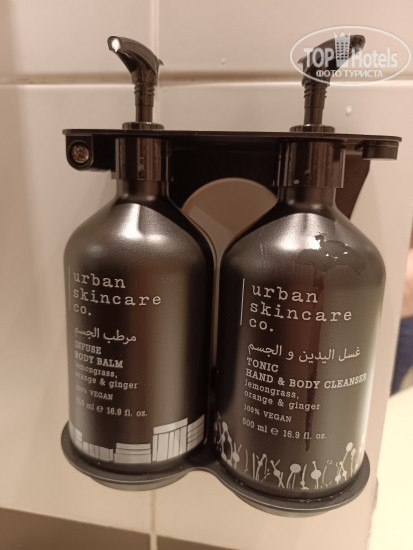 TOP Hotels
ФОТО ТУРИСТА
urban
skincare
co.
مرطب الجسم
INFUSE
BODY BALM
lemongrass,
orange & ginger
100% VEGAN
500 ml e 16.9 fl. oz.
urban
skincare
co.
غسل اليدين و الجسم
TONIC
HAND & BODY CLEANSER
lemongrass,
orange & ginger
100% VEGAN
500 ml e 16.9 fl. oz.